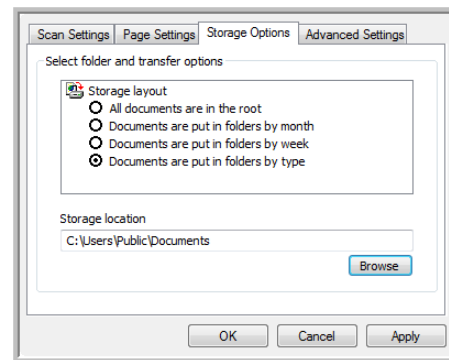 Scan Settings Page Settings Storage Options Advanced Settings
Select folder and transfer options
Storage layout
All documents are in the root
Documents are put in folders by month
Documents are put in folders by week
Documents are put in folders by type
Storage location
C:\Users\Public\Documents
Browse
OK Cancel Apply